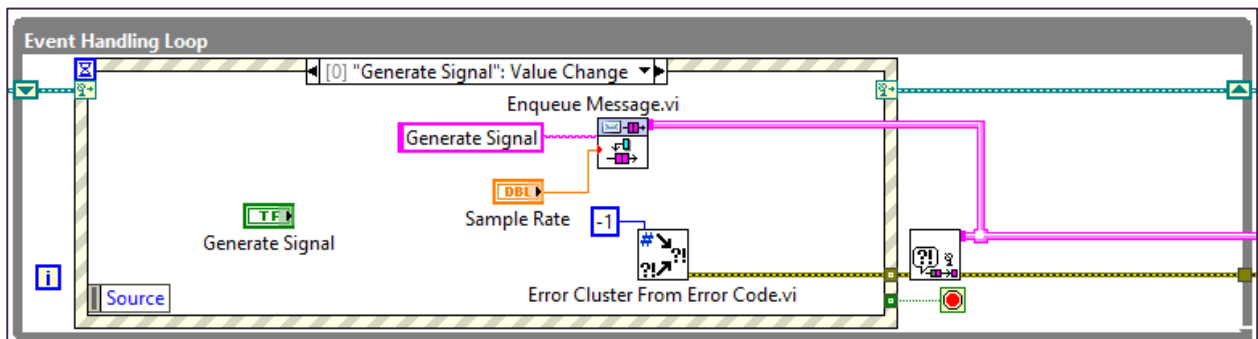 Event Handling Loop
[0] "Generate Signal": Value Change
Enqueue Message.vi
Generate Signal
DBL
Sample Rate
-1
TF
Generate Signal
#
?!
?!
?!
?!
i
Error Cluster From Error Code.vi
Source